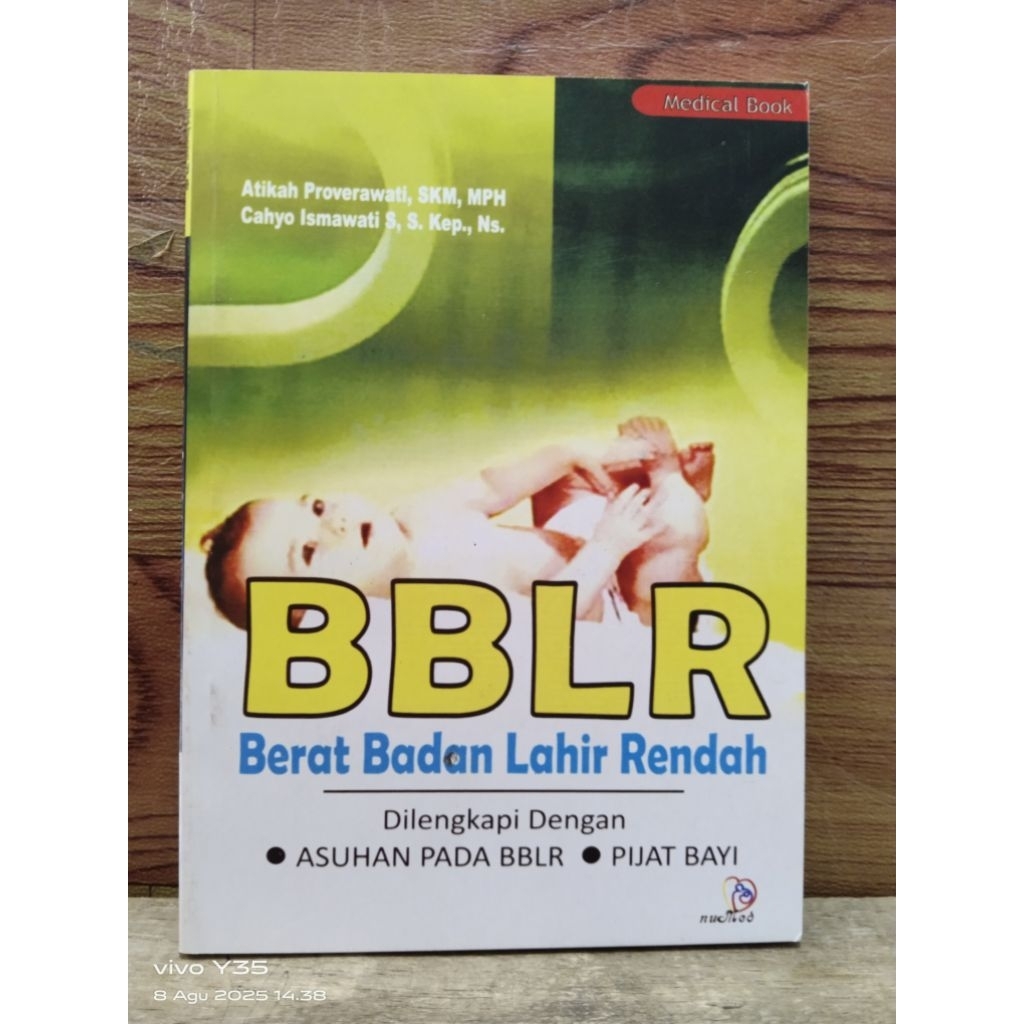 Medical Book
Atikah Proverawati, SKM, MPH
Cahyo Ismawati S, S. Kep., Ns.
BBLR
Berat Badan Lahir Rendah
Dilengkapi Dengan
● ASUHAN PADA BBLR ● PIJAT BAYI
nuMed
vivo Y35
8 Agu 2025 14.38